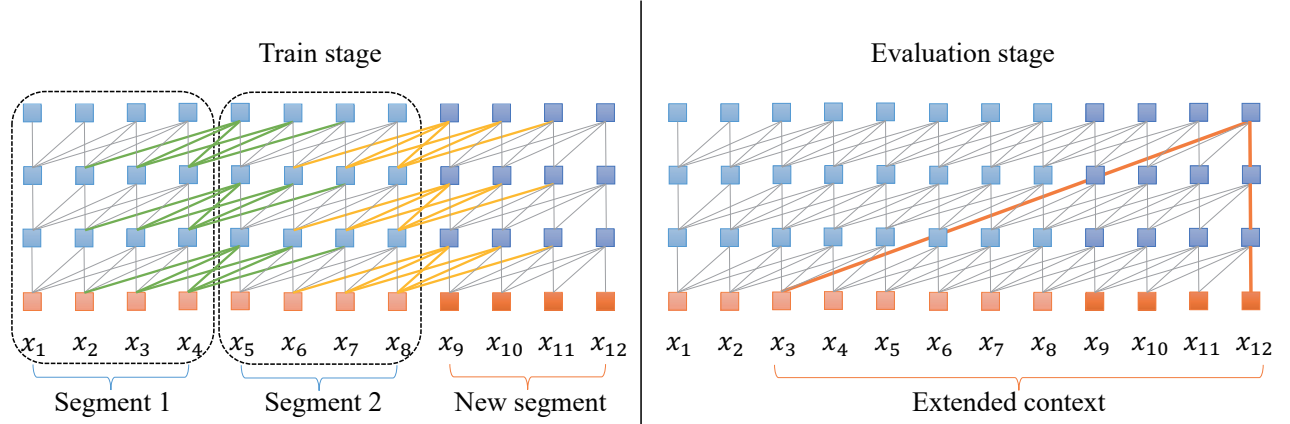 Train stage
x₁ x₂ x₃ x₄ x₅ x₆ x₇ x₈ x₉ x₁₀ x₁₁ x₁₂
Segment 1 Segment 2 New segment
Evaluation stage
x₁ x₂ x₃ x₄ x₅ x₆ x₇ x₈ x₉ x₁₀ x₁₁ x₁₂
Extended context